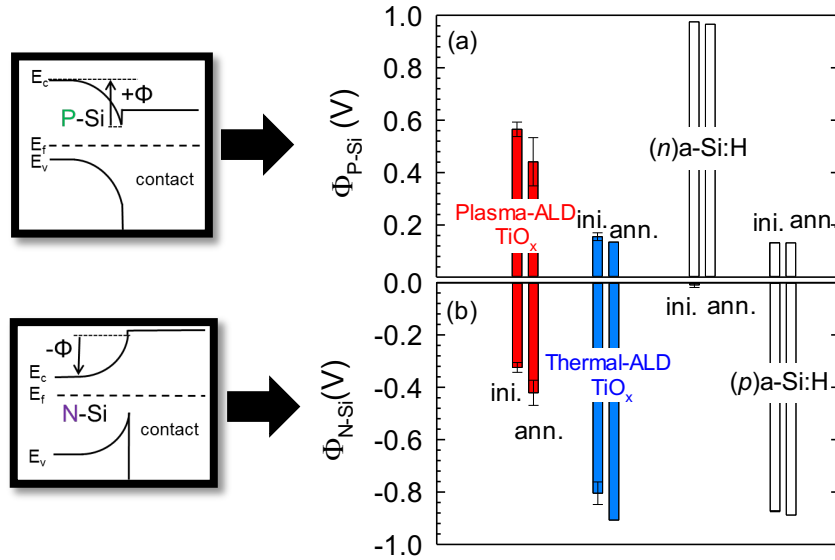 E_c
+Φ
P-Si
E_f
E_v
contact
-Φ
E_c
E_f
N-Si
contact
E_v
Φ_P-Si (V)
1.0
0.8
0.6
0.4
0.2
(a)
Plasma-ALD
TiO_x
ini.
ann.
(n)a-Si:H
ini.
ann.
Φ_N-Si(V)
0.0
-0.2
-0.4
-0.6
-0.8
-1.0
(b)
ini.
ann.
Thermal-ALD
TiO_x
ini.
ann.
(p)a-Si:H